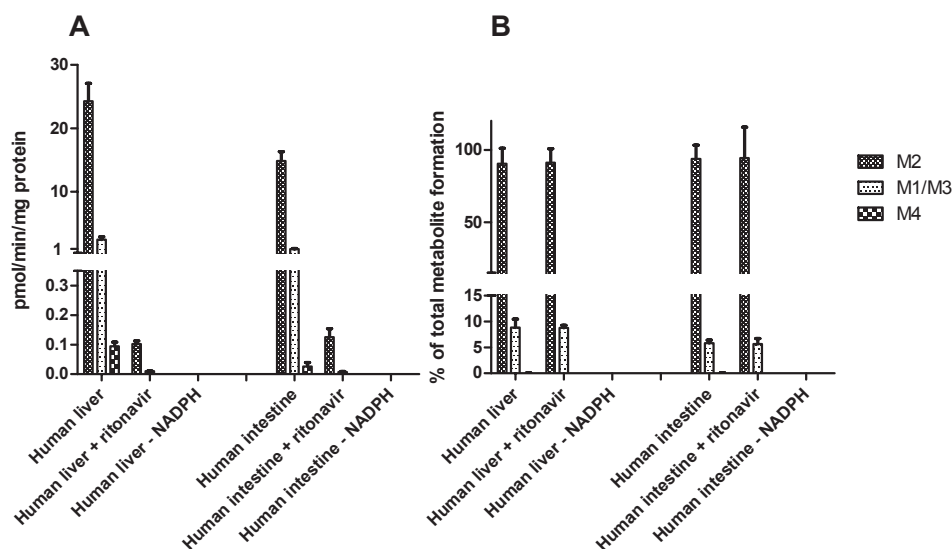 A
pmol/min/mg protein
30
20
10
1
0.3
0.2
0.1
0.0
Human liver
Human liver + ritonavir
Human liver - NADPH
Human intestine
Human intestine + ritonavir
Human intestine - NADPH
B
% of total metabolite formation
100
50
15
10
5
0
Human liver
Human liver + ritonavir
Human liver - NADPH
Human intestine
Human intestine + ritonavir
Human intestine - NADPH
M2
M1/M3
M4